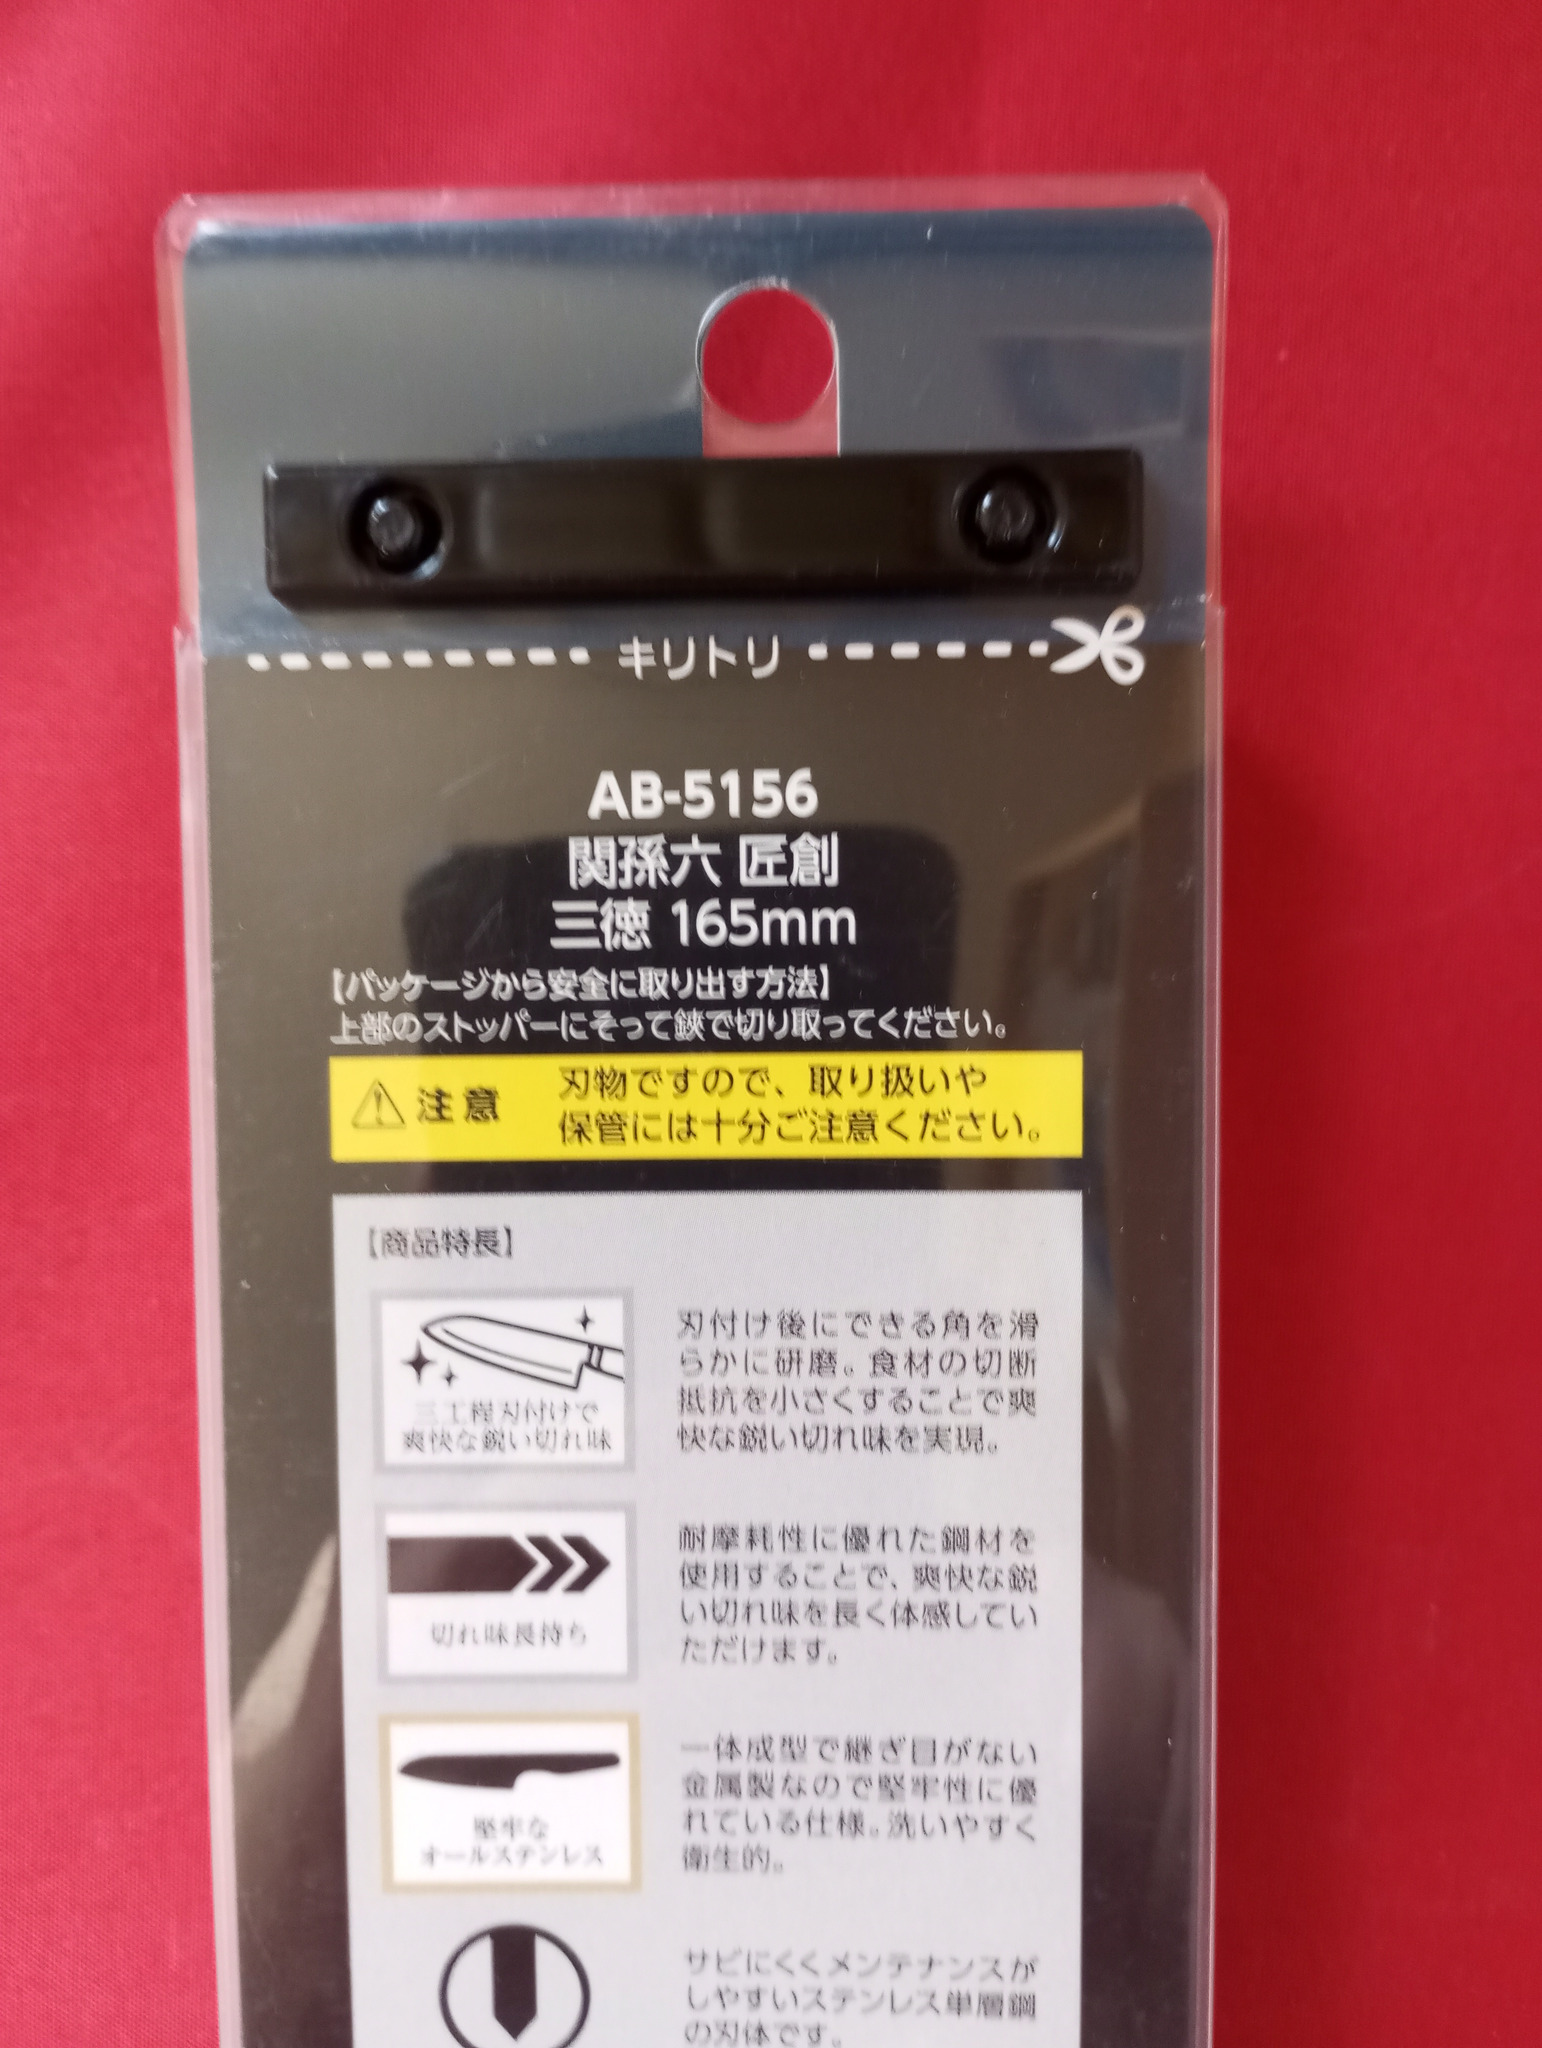 キリトリ
AB-5156
関孫六 匠創
三徳 165mm
【パッケージから安全に取り出す方法】
上部のストッパーにそって鋏で切り取ってください。
注意
刃物ですので、取り扱いや
保管には十分ご注意ください。
【商品特長】
三工程刃付けで
爽快な鋭い切れ味
刃付け後にできる角を滑
らかに研磨。食材の切断
抵抗を小さくすることで爽
快な鋭い切れ味を実現。
切れ味長持ち
耐摩耗性に優れた鋼材を
使用することで、爽快な鋭
い切れ味を長く体感してい
ただけます。
堅牢な
オールステンレス
一体成型で継ぎ目がない
金属製なので堅牢性に優
れている仕様。洗いやすく
衛生的。
サビにくくメンテナンスが
しやすいステンレス単層鋼
の刃体です。